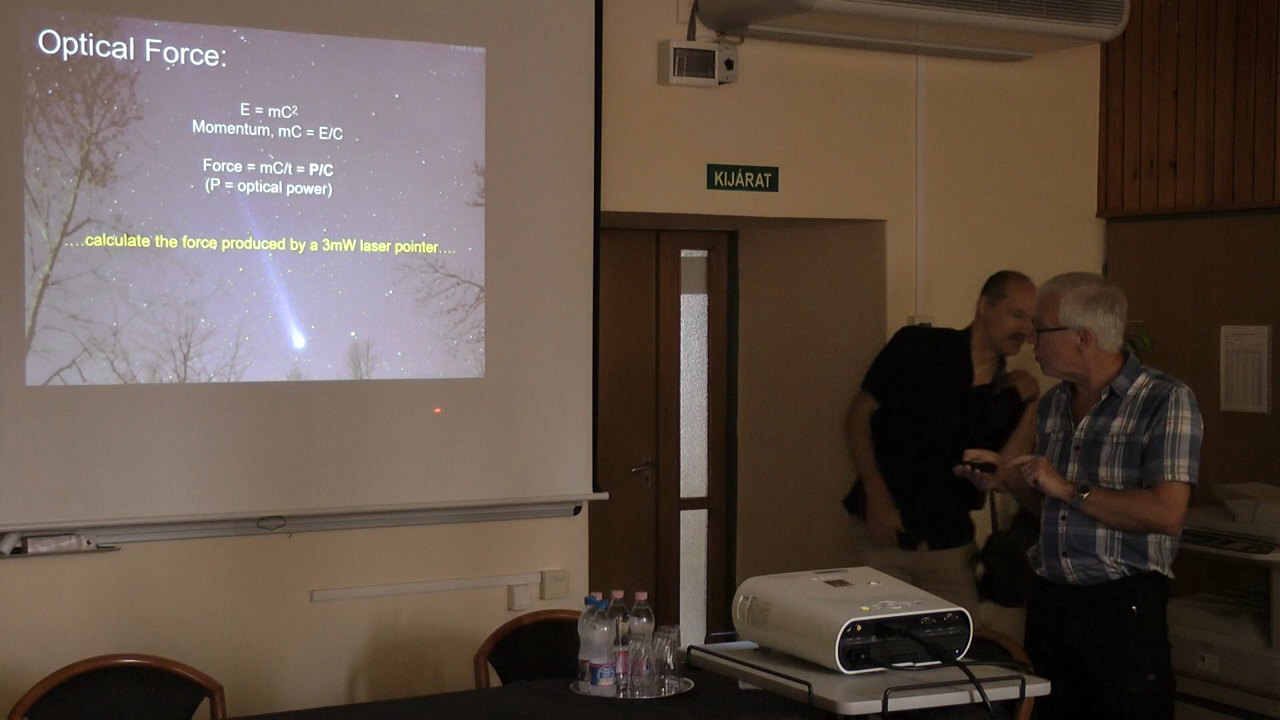 Optical Force:
E = mC²
Momentum, mC = E/C
Force = mC/t = P/C
(P = optical power)
....calculate the force produced by a 3mW laser pointer....
KIJÁRAT